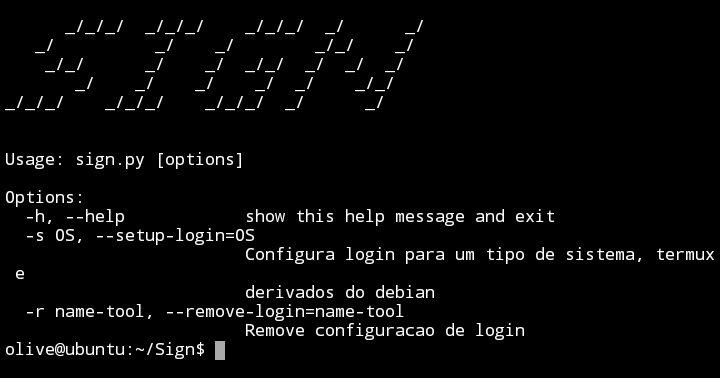 SIGN
Usage: sign.py [options]
Options:
-h, --help show this help message and exit
-s OS, --setup-login=OS
Configura login para um tipo de sistema, termux
e
derivados do debian
-r name-tool, --remove-login=name-tool
Remove configuracao de login
olive@ubuntu:~/Sign$